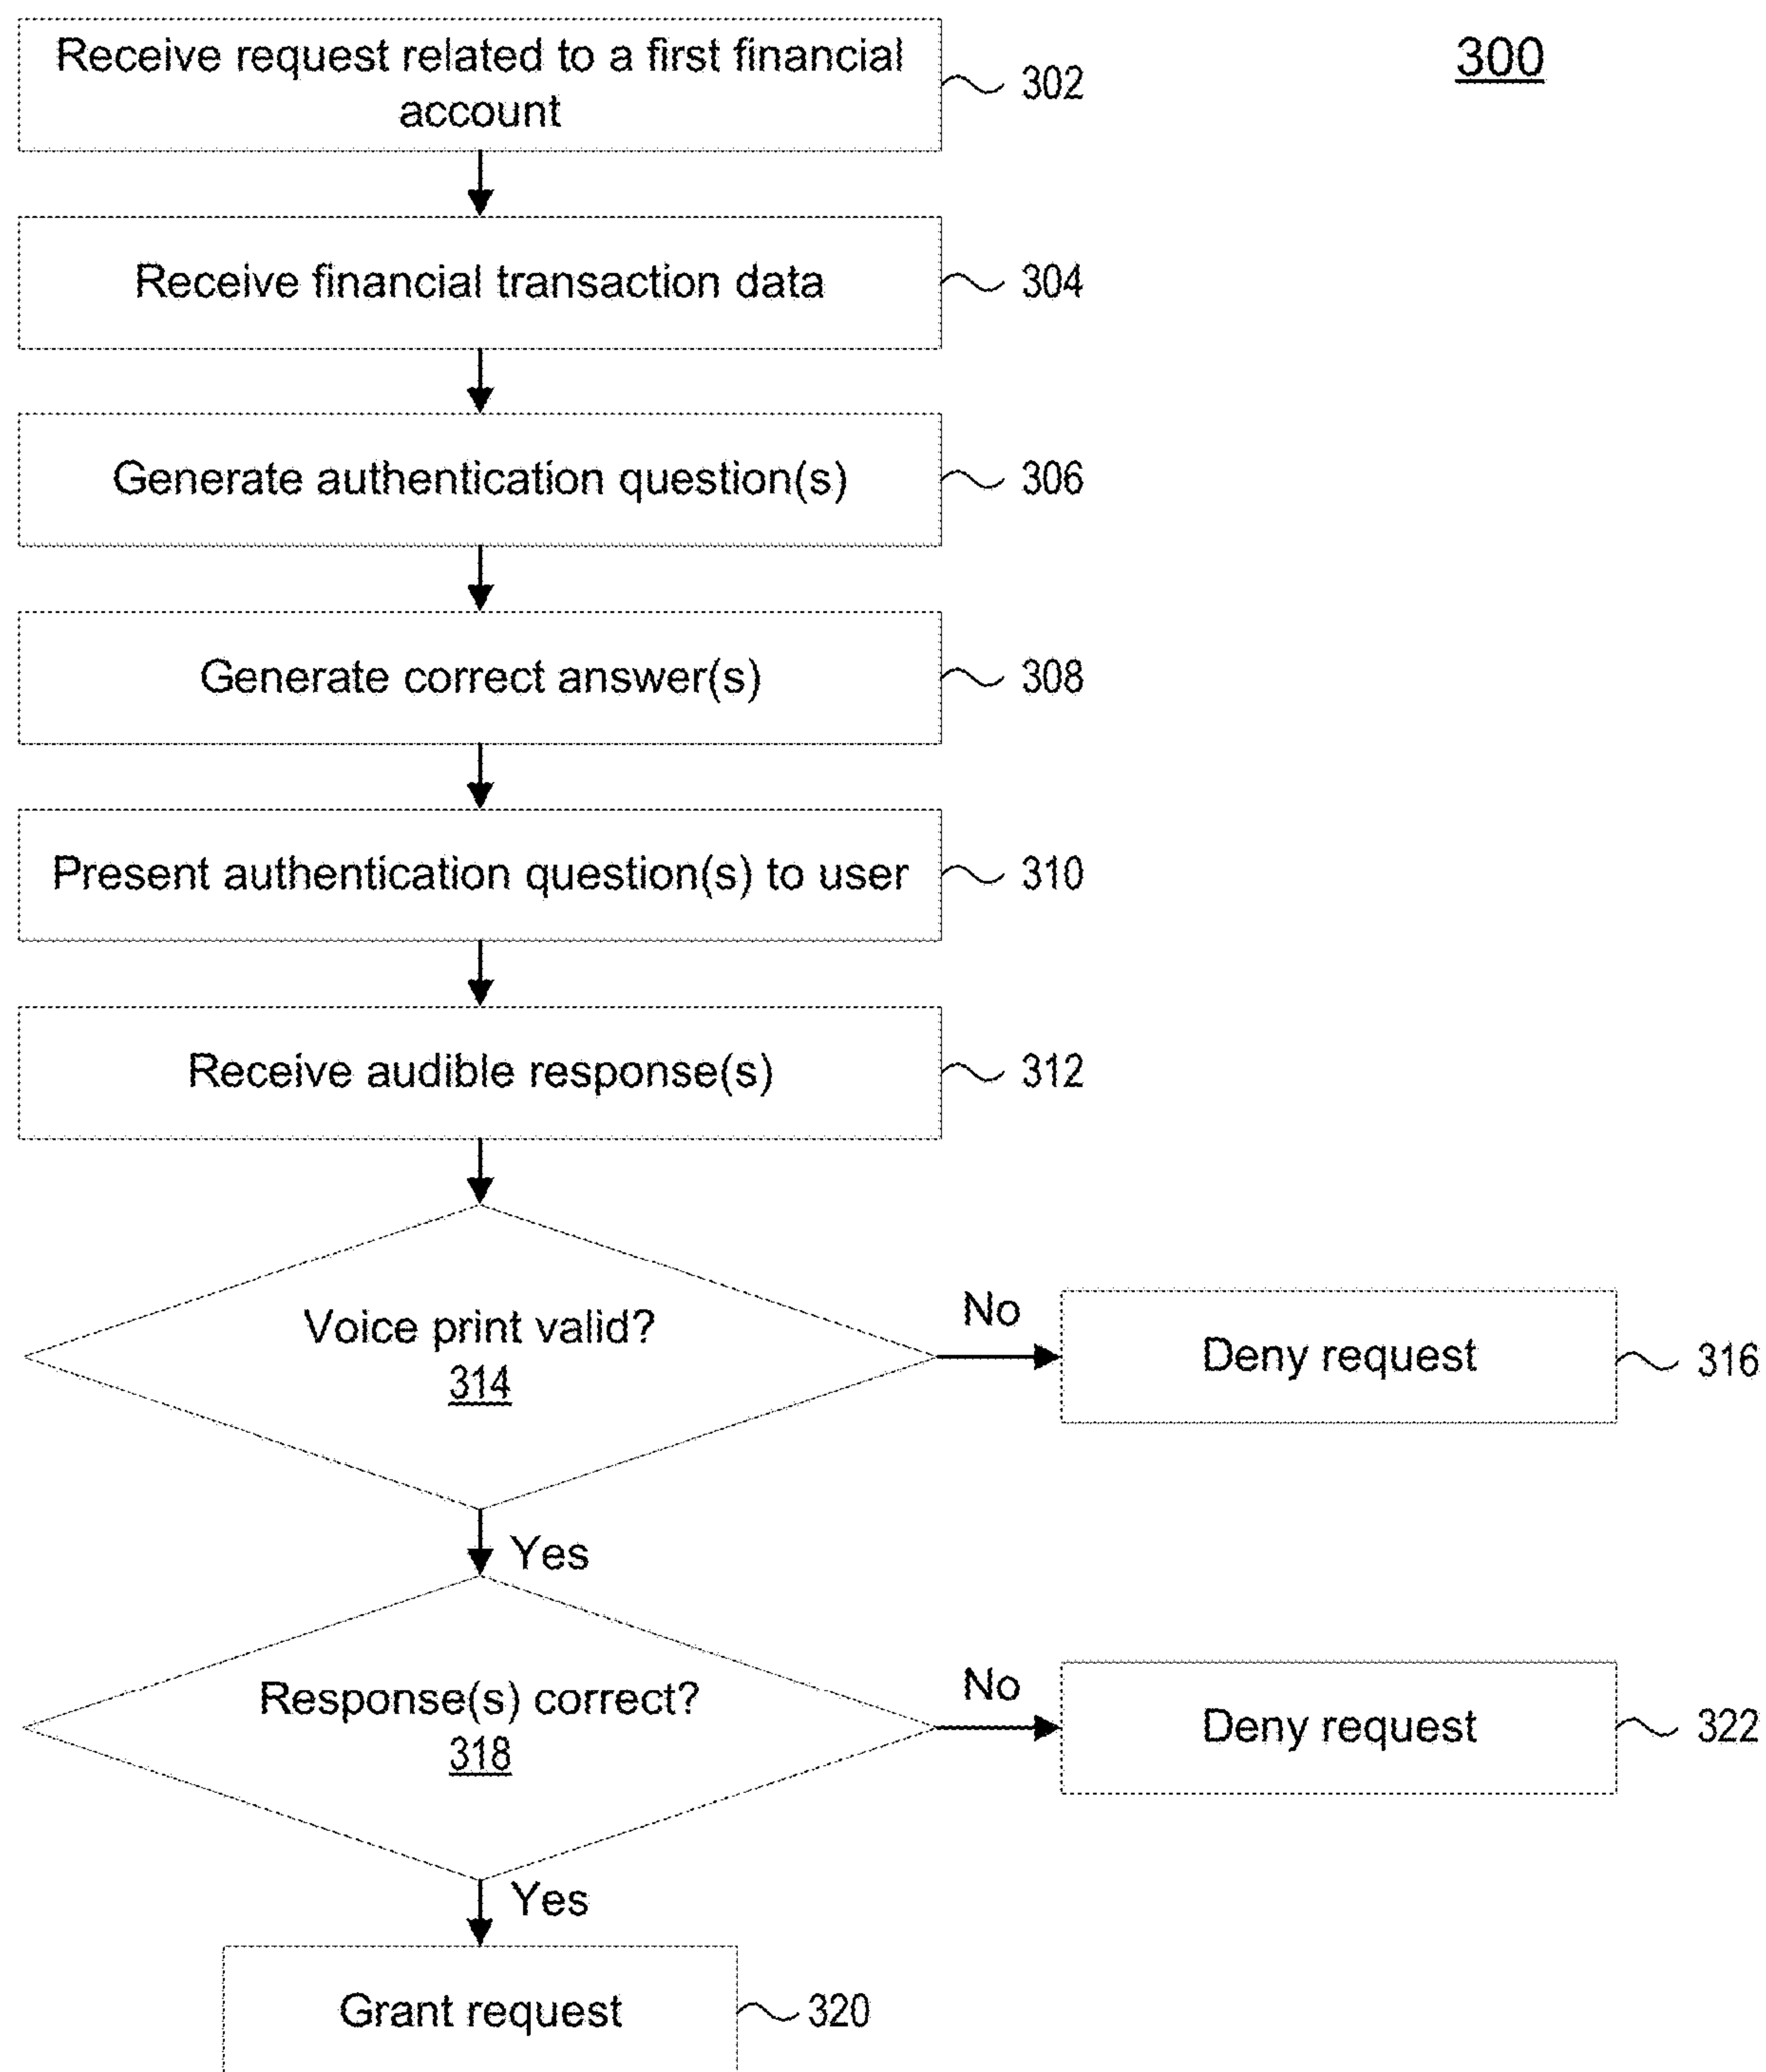 Receive request related to a first financial
account
302
300
Receive financial transaction data
304
Generate authentication question(s)
306
Generate correct answer(s)
308
Present authentication question(s) to user
310
Receive audible response(s)
312
Voice print valid?
314
No
Deny request
316
Yes
Response(s) correct?
318
No
Deny request
322
Yes
Grant request
320